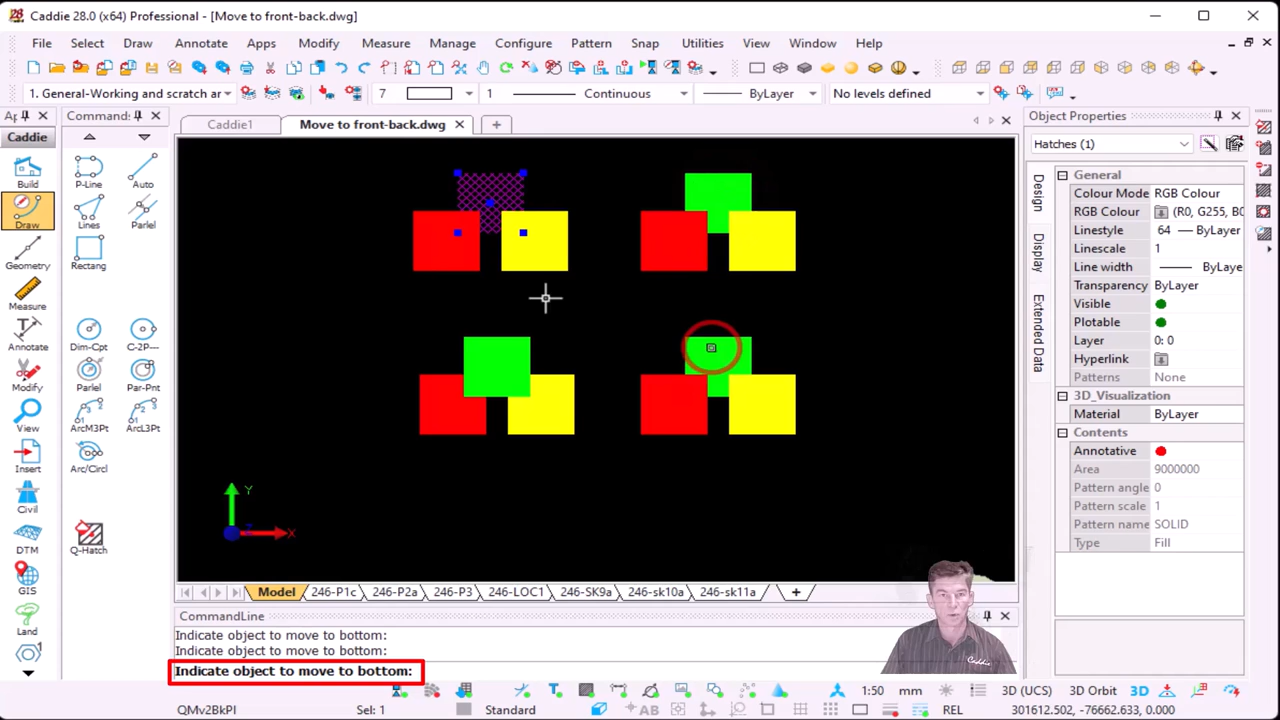 Caddie 28.0 (x64) Professional - [Move to front-back.dwg]
File Select Draw Annotate Apps Modify Measure Manage Configure Pattern Snap Utilities View Window Help
1. General-Working and scratch ar 7 1 Continuous ByLayer No levels defined
Command:
Caddie1 Move to front-back.dwg +
Object Properties
Caddie
Hatches (1)
Build P-Line Auto
Draw Lines Parlel
Geometry Rectang
Measure
Annotate Dim-Cpt C-2P---
Modify Parlel Par-Pnt
View ArcM3Pt ArcL3Pt
Insert Arc/Circl
Civil
DTM Q-Hatch
GIS
Land
Design
Display
Extended Data
General
Colour Mode RGB Colour
RGB Colour (R0, G255, B0
Linestyle 64 ByLayer
Linescale 1
Line width ByLaye
Transparency ByLayer
Visible
Plotable
Layer 0: 0
Hyperlink
Patterns None
3D_Visualization
Material ByLayer
Contents
Annotative
Area 9000000
Pattern angle 0
Pattern scale 1
Pattern name SOLID
Type Fill
Y
X
Model 246-P1c 246-P2a 246-P3 246-LOC1 246-SK9a 246-sk10a 246-sk11a +
CommandLine
Indicate object to move to bottom:
Indicate object to move to bottom:
Indicate object to move to bottom:
Caddie
1:50 mm 3D (UCS) 3D Orbit 3D
QMv2BkPI Sel: 1 Standard AB REL 301612.502, -76662.633, 0.000